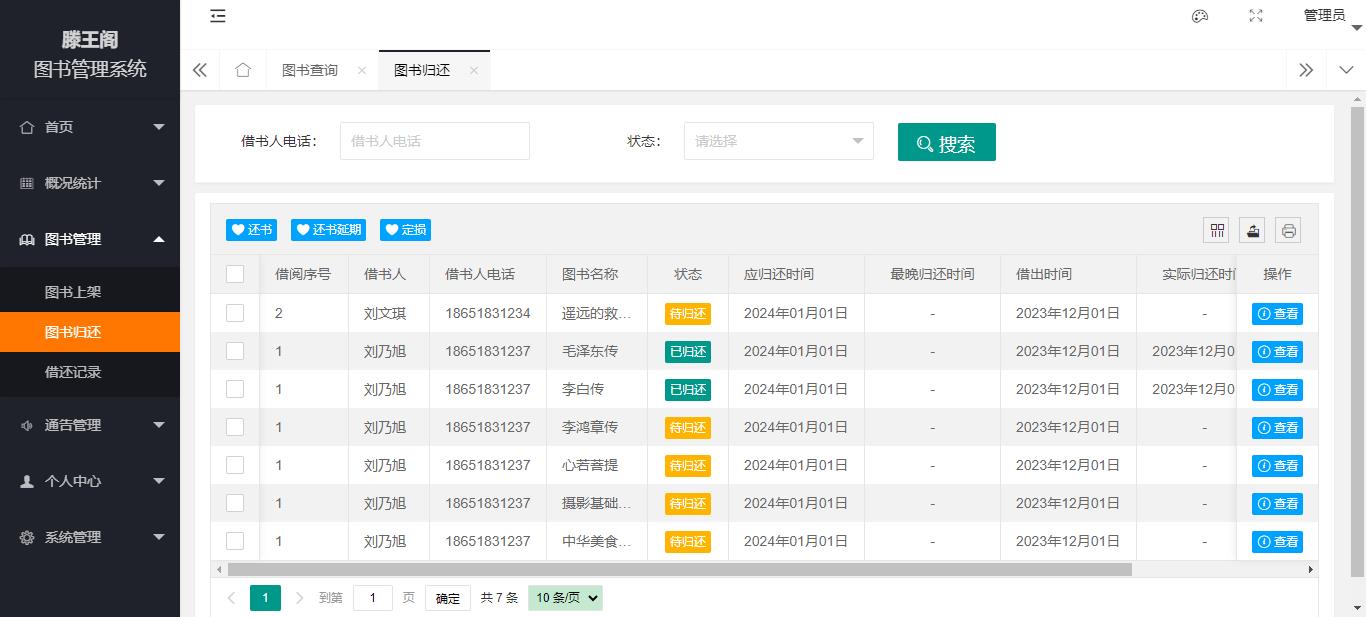 滕王阁
图书管理系统
首页
概况统计
图书管理
图书上架
图书归还
借还记录
通告管理
个人中心
系统管理
管理员
图书查询 图书归还
借书人电话： 借书人电话 状态： 请选择 搜索
还书 还书延期 定损
借阅序号 借书人 借书人电话 图书名称 状态 应归还时间 最晚归还时间 借出时间 实际归还时间 操作
2 刘文琪 18651831234 遥远的救... 待归还 2024年01月01日 - 2023年12月01日 - 查看
1 刘乃旭 18651831237 毛泽东传 已归还 2024年01月01日 - 2023年12月01日 2023年12月0 查看
1 刘乃旭 18651831237 李白传 已归还 2024年01月01日 - 2023年12月01日 2023年12月0 查看
1 刘乃旭 18651831237 李鸿章传 待归还 2024年01月01日 - 2023年12月01日 - 查看
1 刘乃旭 18651831237 心若菩提 待归还 2024年01月01日 - 2023年12月01日 - 查看
1 刘乃旭 18651831237 摄影基础... 待归还 2024年01月01日 - 2023年12月01日 - 查看
1 刘乃旭 18651831237 中华美食... 待归还 2024年01月01日 - 2023年12月01日 - 查看
1 到第 1 页 确定 共 7 条 10 条/页